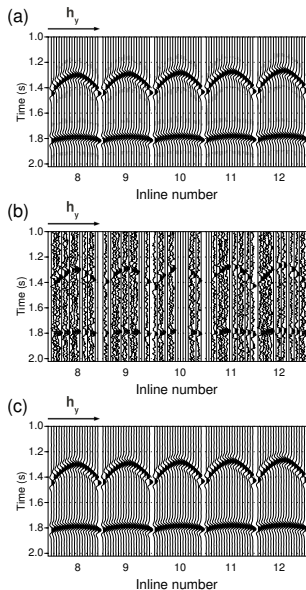 (a)
h_y
1.0
1.2
1.4
1.6
1.8
2.0
Time (s)
8 9 10 11 12
Inline number
(b)
h_y
1.0
1.2
1.4
1.6
1.8
2.0
Time (s)
8 9 10 11 12
Inline number
(c)
h_y
1.0
1.2
1.4
1.6
1.8
2.0
Time (s)
8 9 10 11 12
Inline number